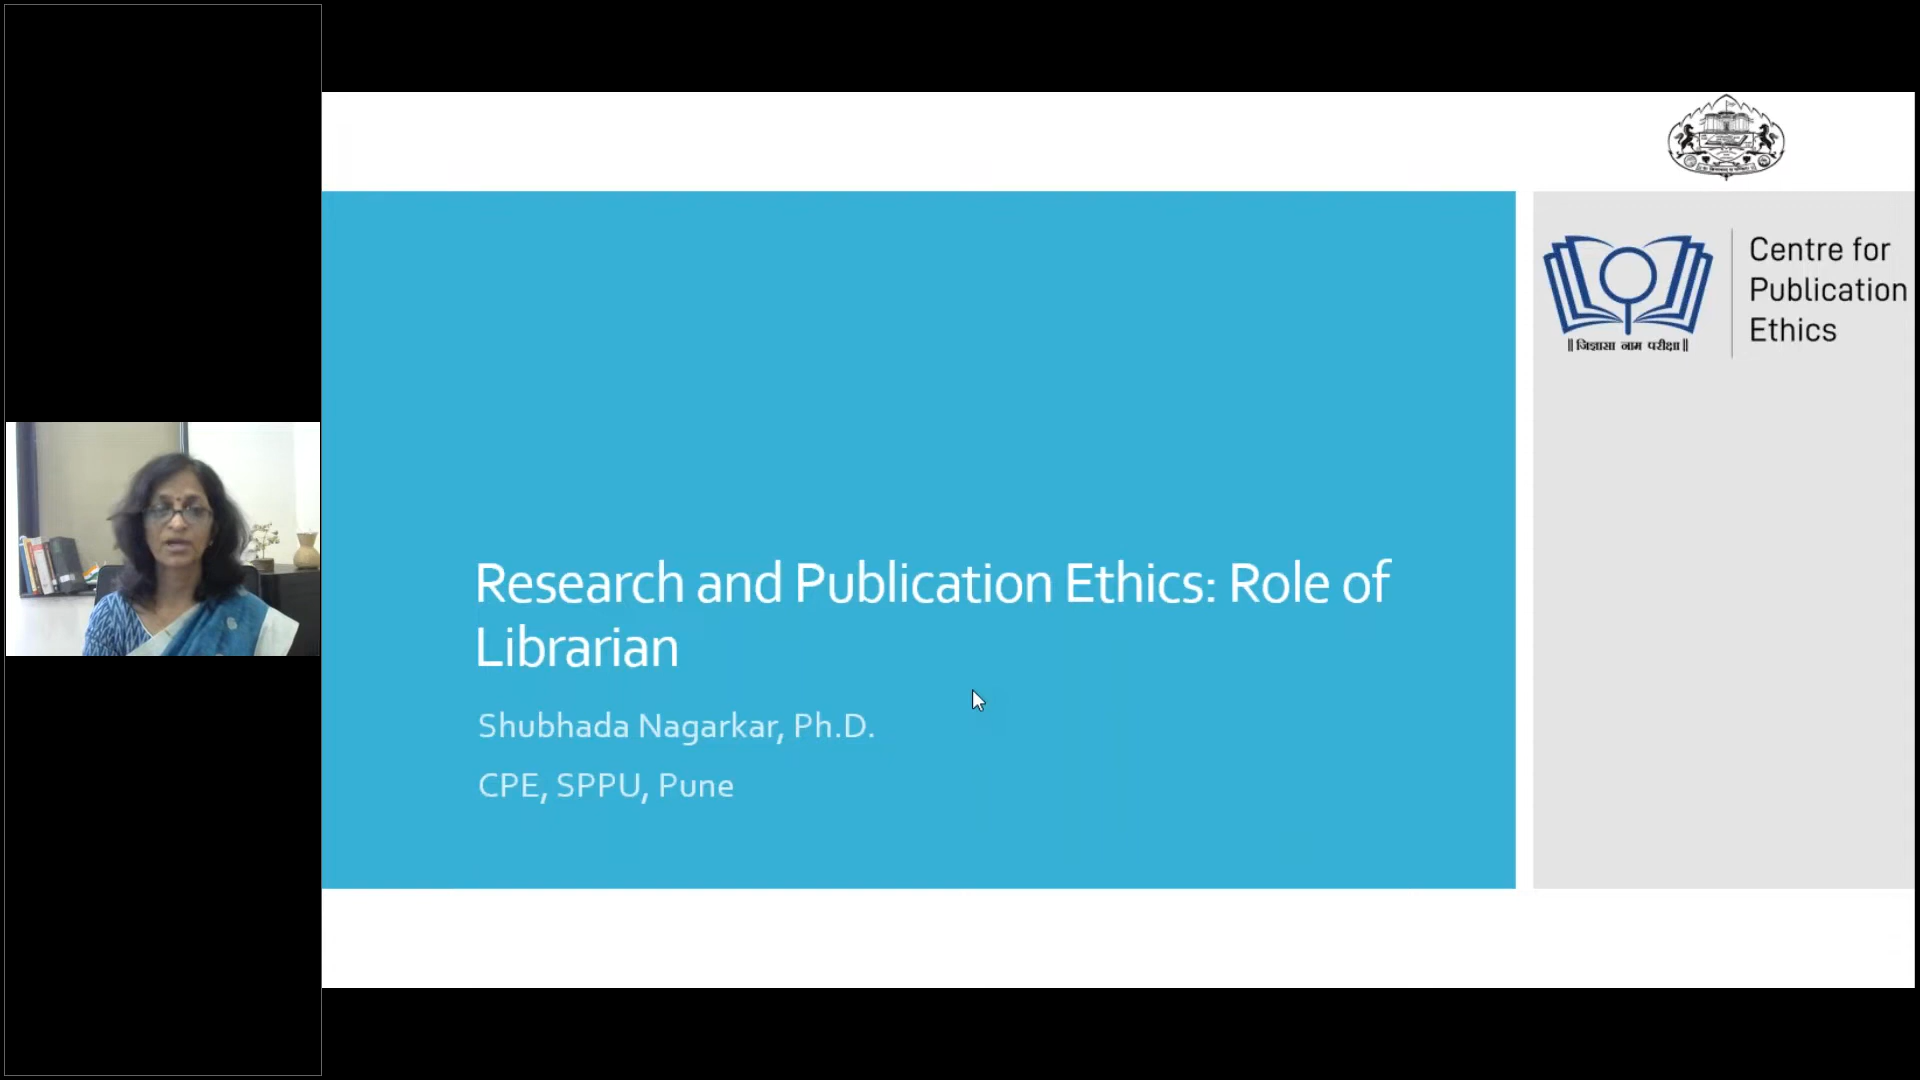 Centre for
Publication
Ethics
॥ जिज्ञासा नाम परीक्षा ॥
Research and Publication Ethics: Role of
Librarian
Shubhada Nagarkar, Ph.D.
CPE, SPPU, Pune